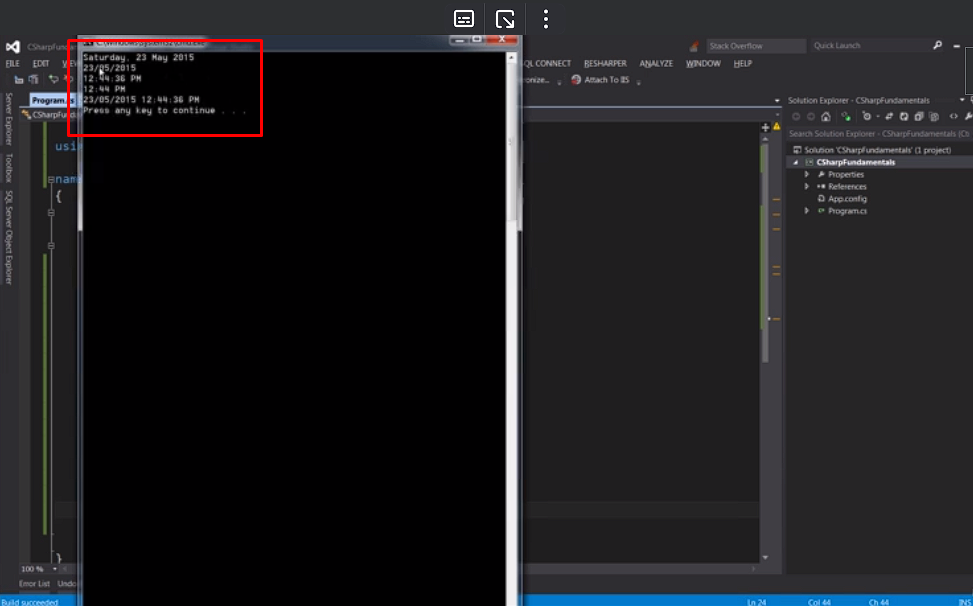 Stack Overflow
Quick Launch
CSharpFunda
FILE EDIT VIEW
SQL CONNECT RESHARPER ANALYZE WINDOW HELP
Attach To IIS
Program.cs
CSharpFunda
Saturday, 23 May 2015
23/05/2015
12:44:36 PM
12:44 PM
23/05/2015 12:44:36 PM
Press any key to continue . . .
usin
nam
{
}
Server Explorer
Toolbox
SQL Server Object Explorer
Solution Explorer - CSharpFundamentals
Search Solution Explorer - CSharpFundamentals (Ct
Solution 'CSharpFundamentals' (1 project)
CSharpFundamentals
Properties
References
App.config
Program.cs
100 %
Error List Undo
Build succeeded
Ln 24 Col 44 Ch 44 INS